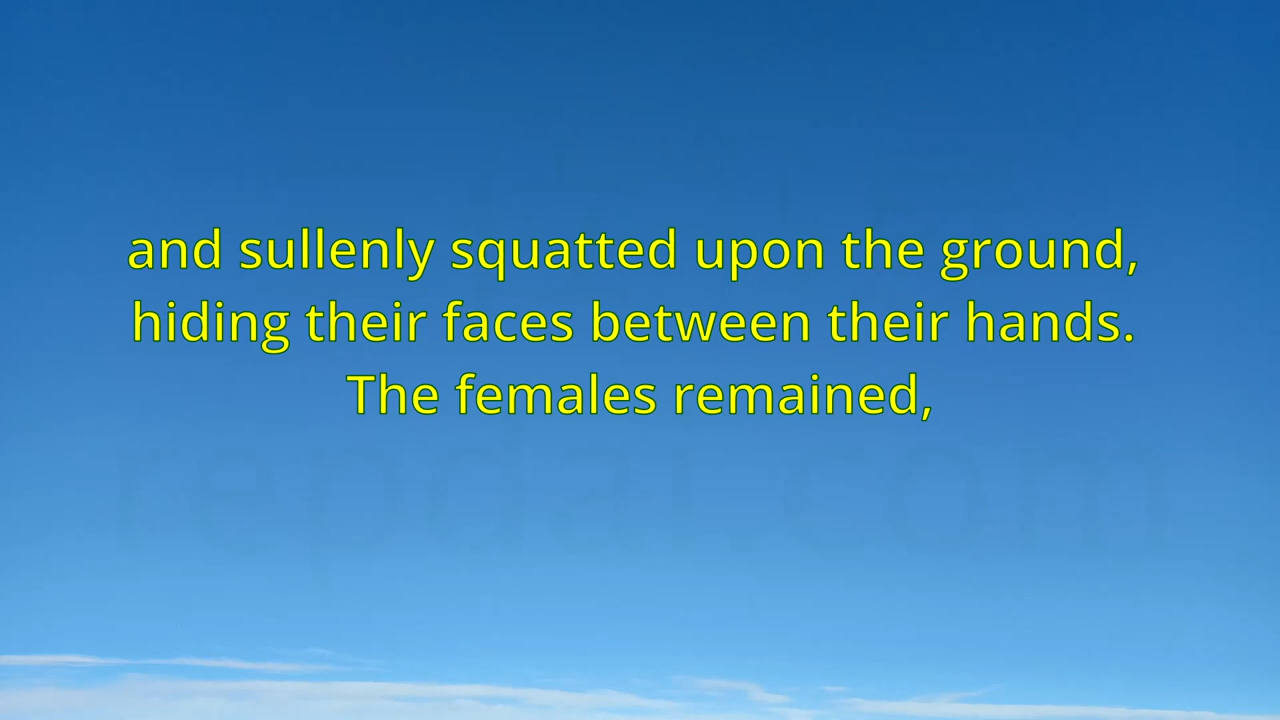 and sullenly squatted upon the ground,
hiding their faces between their hands.
The females remained,